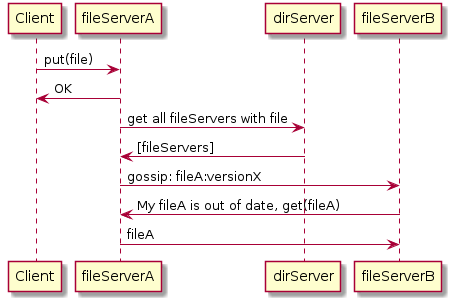 Client fileServerA dirServer fileServerB
put(file)
OK
get all fileServers with file
[fileServers]
gossip: fileA:versionX
My fileA is out of date, get(fileA)
fileA
Client fileServerA dirServer fileServerB